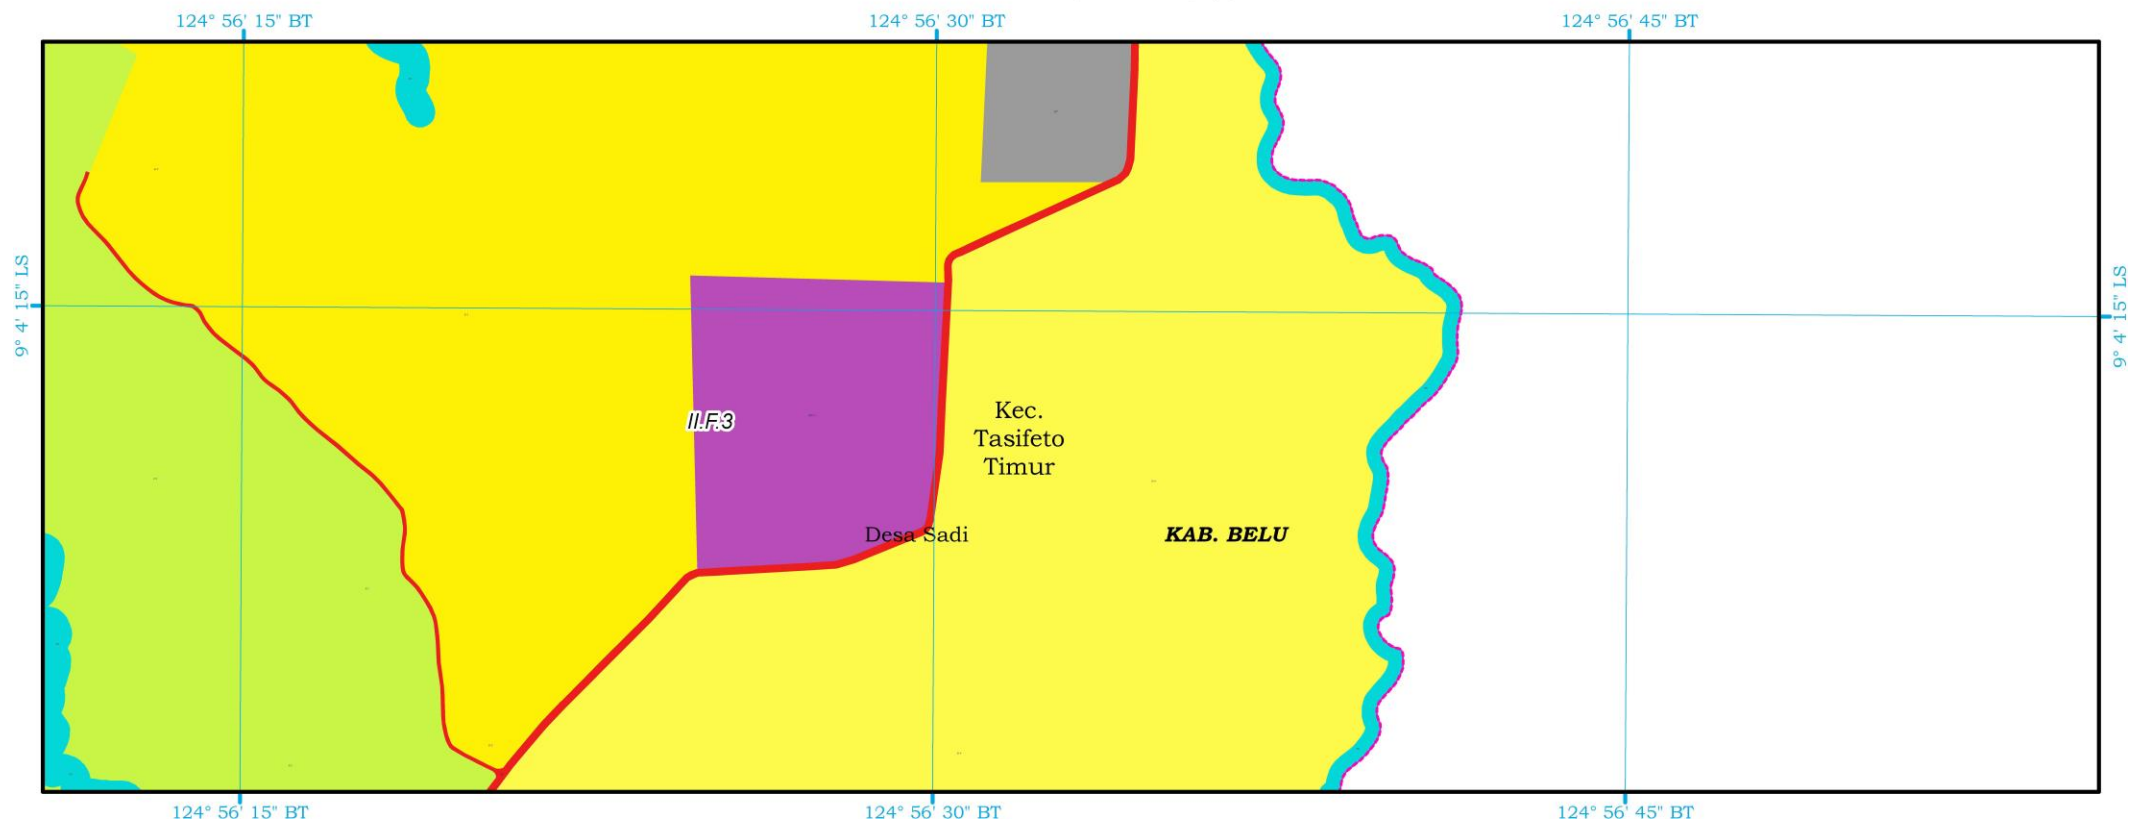 124° 56' 15" BT
124° 56' 30" BT
124° 56' 45" BT
9° 4' 15" LS
9° 4' 15" LS
II.F.3
Kec.
Tasifeto
Timur
Desa Sadi
KAB. BELU
124° 56' 15" BT
124° 56' 30" BT
124° 56' 45" BT